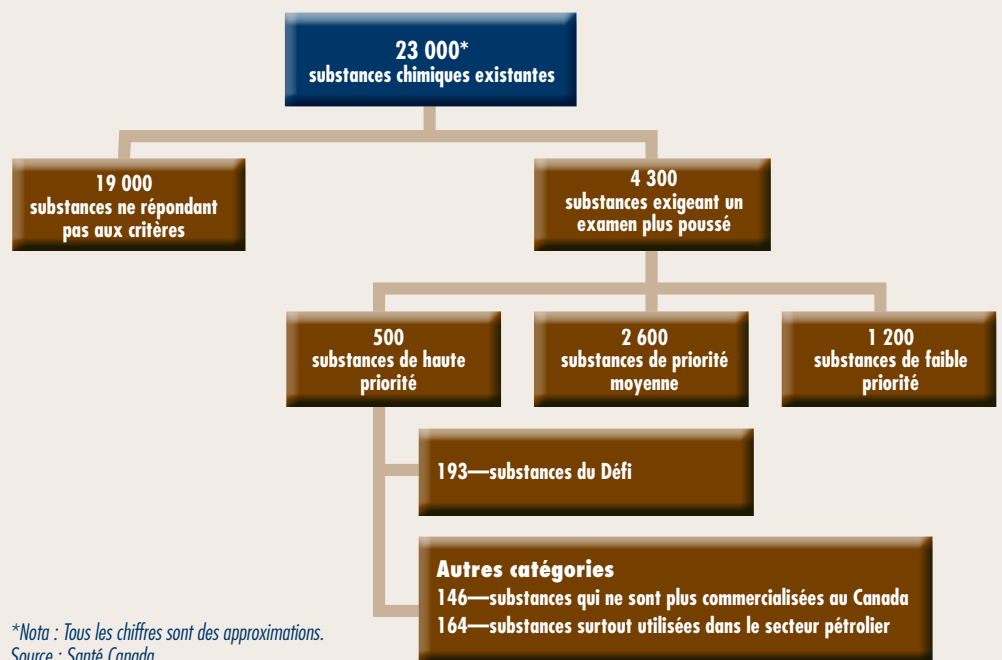 23 000*
substances chimiques existantes
19 000
substances ne répondant
pas aux critères
4 300
substances exigeant un
examen plus poussé
500
substances de haute
priorité
2 600
substances de priorité
moyenne
1 200
substances de faible
priorité
193—substances du Défi
Autres catégories
146—substances qui ne sont plus commercialisées au Canada
164—substances surtout utilisées dans le secteur pétrolier
*Nota : Tous les chiffres sont des approximations.
Source : Santé Canada